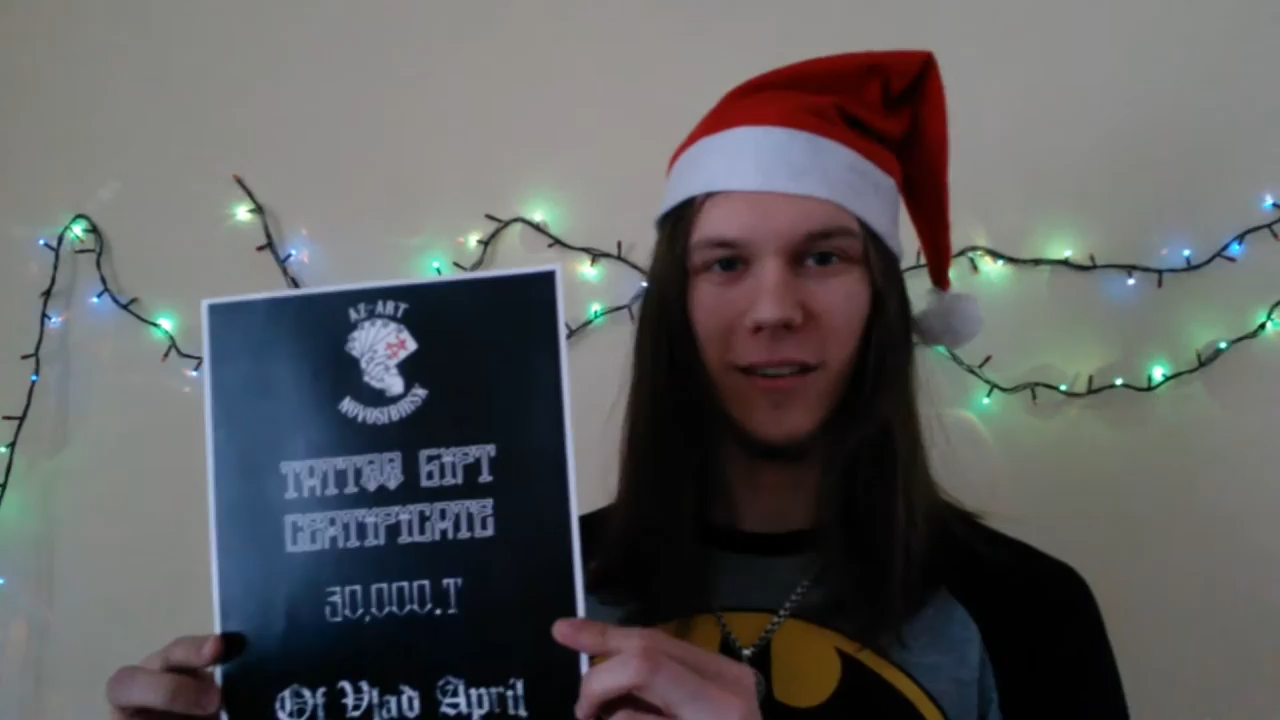 AZ-ART
NOVOSIBIRSK
TATTOO GIFT
CERTIFICATE
30,000.T
Of Vlad April